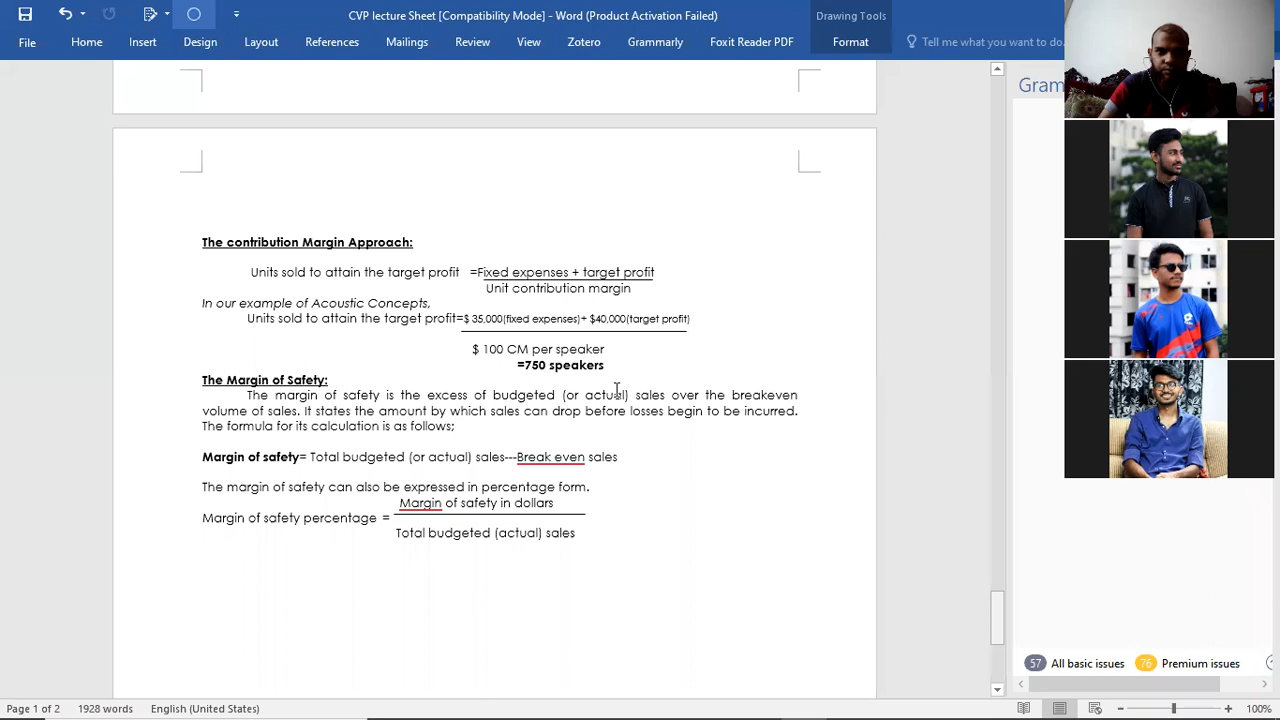 CVP lecture Sheet [Compatibility Mode] - Word (Product Activation Failed)
Drawing Tools
File Home Insert Design Layout References Mailings Review View Zotero Grammarly Foxit Reader PDF Format Tell me what you want to do.
Gram
The contribution Margin Approach:
Units sold to attain the target profit =Fixed expenses + target profit
Unit contribution margin
In our example of Acoustic Concepts,
Units sold to attain the target profit=$ 35,000(fixed expenses)+ $40,000(target profit)
$ 100 CM per speaker
=750 speakers
The Margin of Safety:
The margin of safety is the excess of budgeted (or actual) sales over the breakeven
volume of sales. It states the amount by which sales can drop before losses begin to be incurred.
The formula for its calculation is as follows;
Margin of safety= Total budgeted (or actual) sales---Break even sales
The margin of safety can also be expressed in percentage form.
Margin of safety in dollars
Margin of safety percentage =
Total budgeted (actual) sales
57 All basic issues 76 Premium issues
Page 1 of 2 1928 words English (United States) 100%